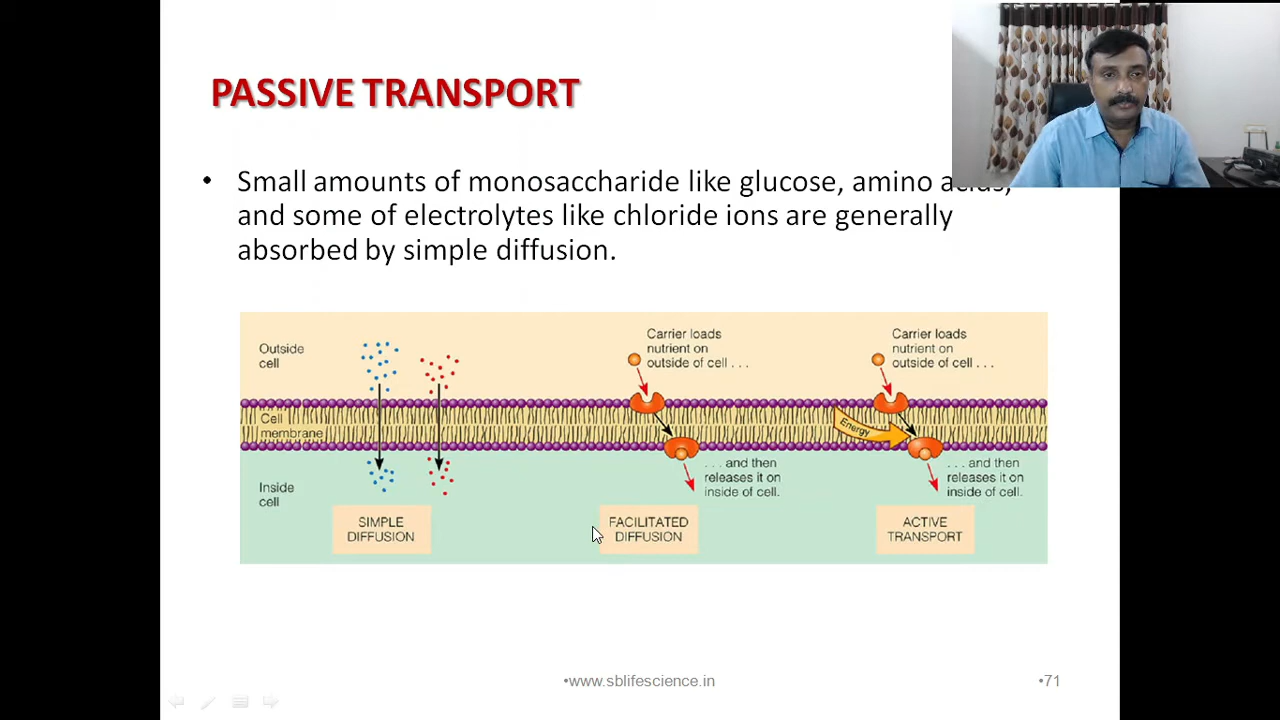 PASSIVE TRANSPORT
• Small amounts of monosaccharide like glucose, amino acids,
and some of electrolytes like chloride ions are generally
absorbed by simple diffusion.
Outside
cell
Cell
membrane
Inside
cell
SIMPLE
DIFFUSION
Carrier loads
nutrient on
outside of cell . . .
. . . and then
releases it on
inside of cell.
FACILITATED
DIFFUSION
Carrier loads
nutrient on
outside of cell . . .
Energy
. . . and then
releases it on
inside of cell.
ACTIVE
TRANSPORT
•www.sblifescience.in
•71